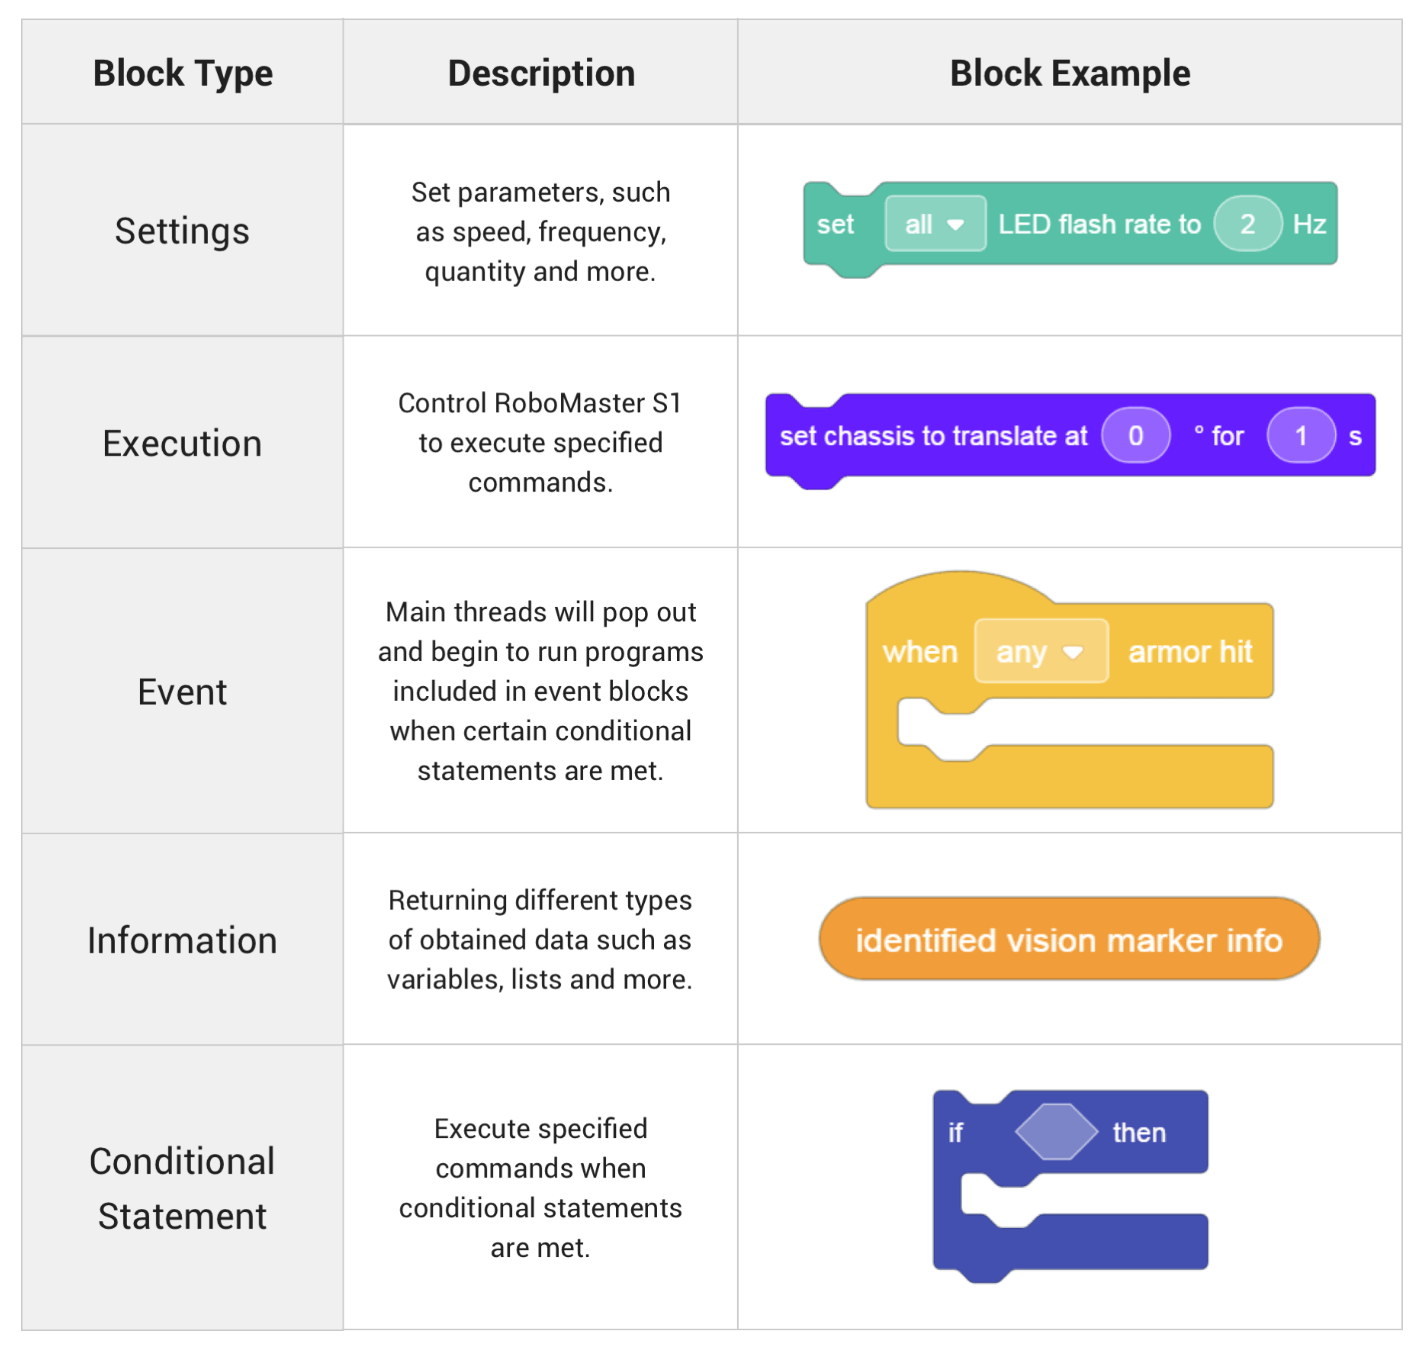 Block Type
Description
Block Example
Settings
Set parameters, such
as speed, frequency,
quantity and more.
set all LED flash rate to 2 Hz
Execution
Control RoboMaster S1
to execute specified
commands.
set chassis to translate at 0 ° for 1 s
Event
Main threads will pop out
and begin to run programs
included in event blocks
when certain conditional
statements are met.
when any armor hit
Information
Returning different types
of obtained data such as
variables, lists and more.
identified vision marker info
Conditional
Statement
Execute specified
commands when
conditional statements
are met.
if then